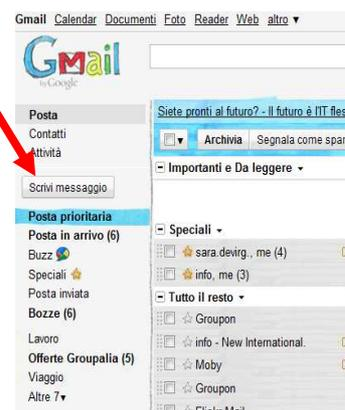 Gmail Calendar Documenti Foto Reader Web altro ▼
Gmail
by Google
Posta
Contatti
Attività
Scrivi messaggio
Posta prioritaria
Posta in arrivo (6)
Buzz
Speciali
Posta inviata
Bozze (6)
Lavoro
Offerte Groupalia (5)
Viaggio
Altre 7▼
Siete pronti al futuro? - Il futuro è l'IT
Archivia Segnala come
Importanti e Da leggere
Speciali
sara.devirg., me (4)
info, me (3)
Tutto il resto
Groupon
info - New International.
Moby
Groupon